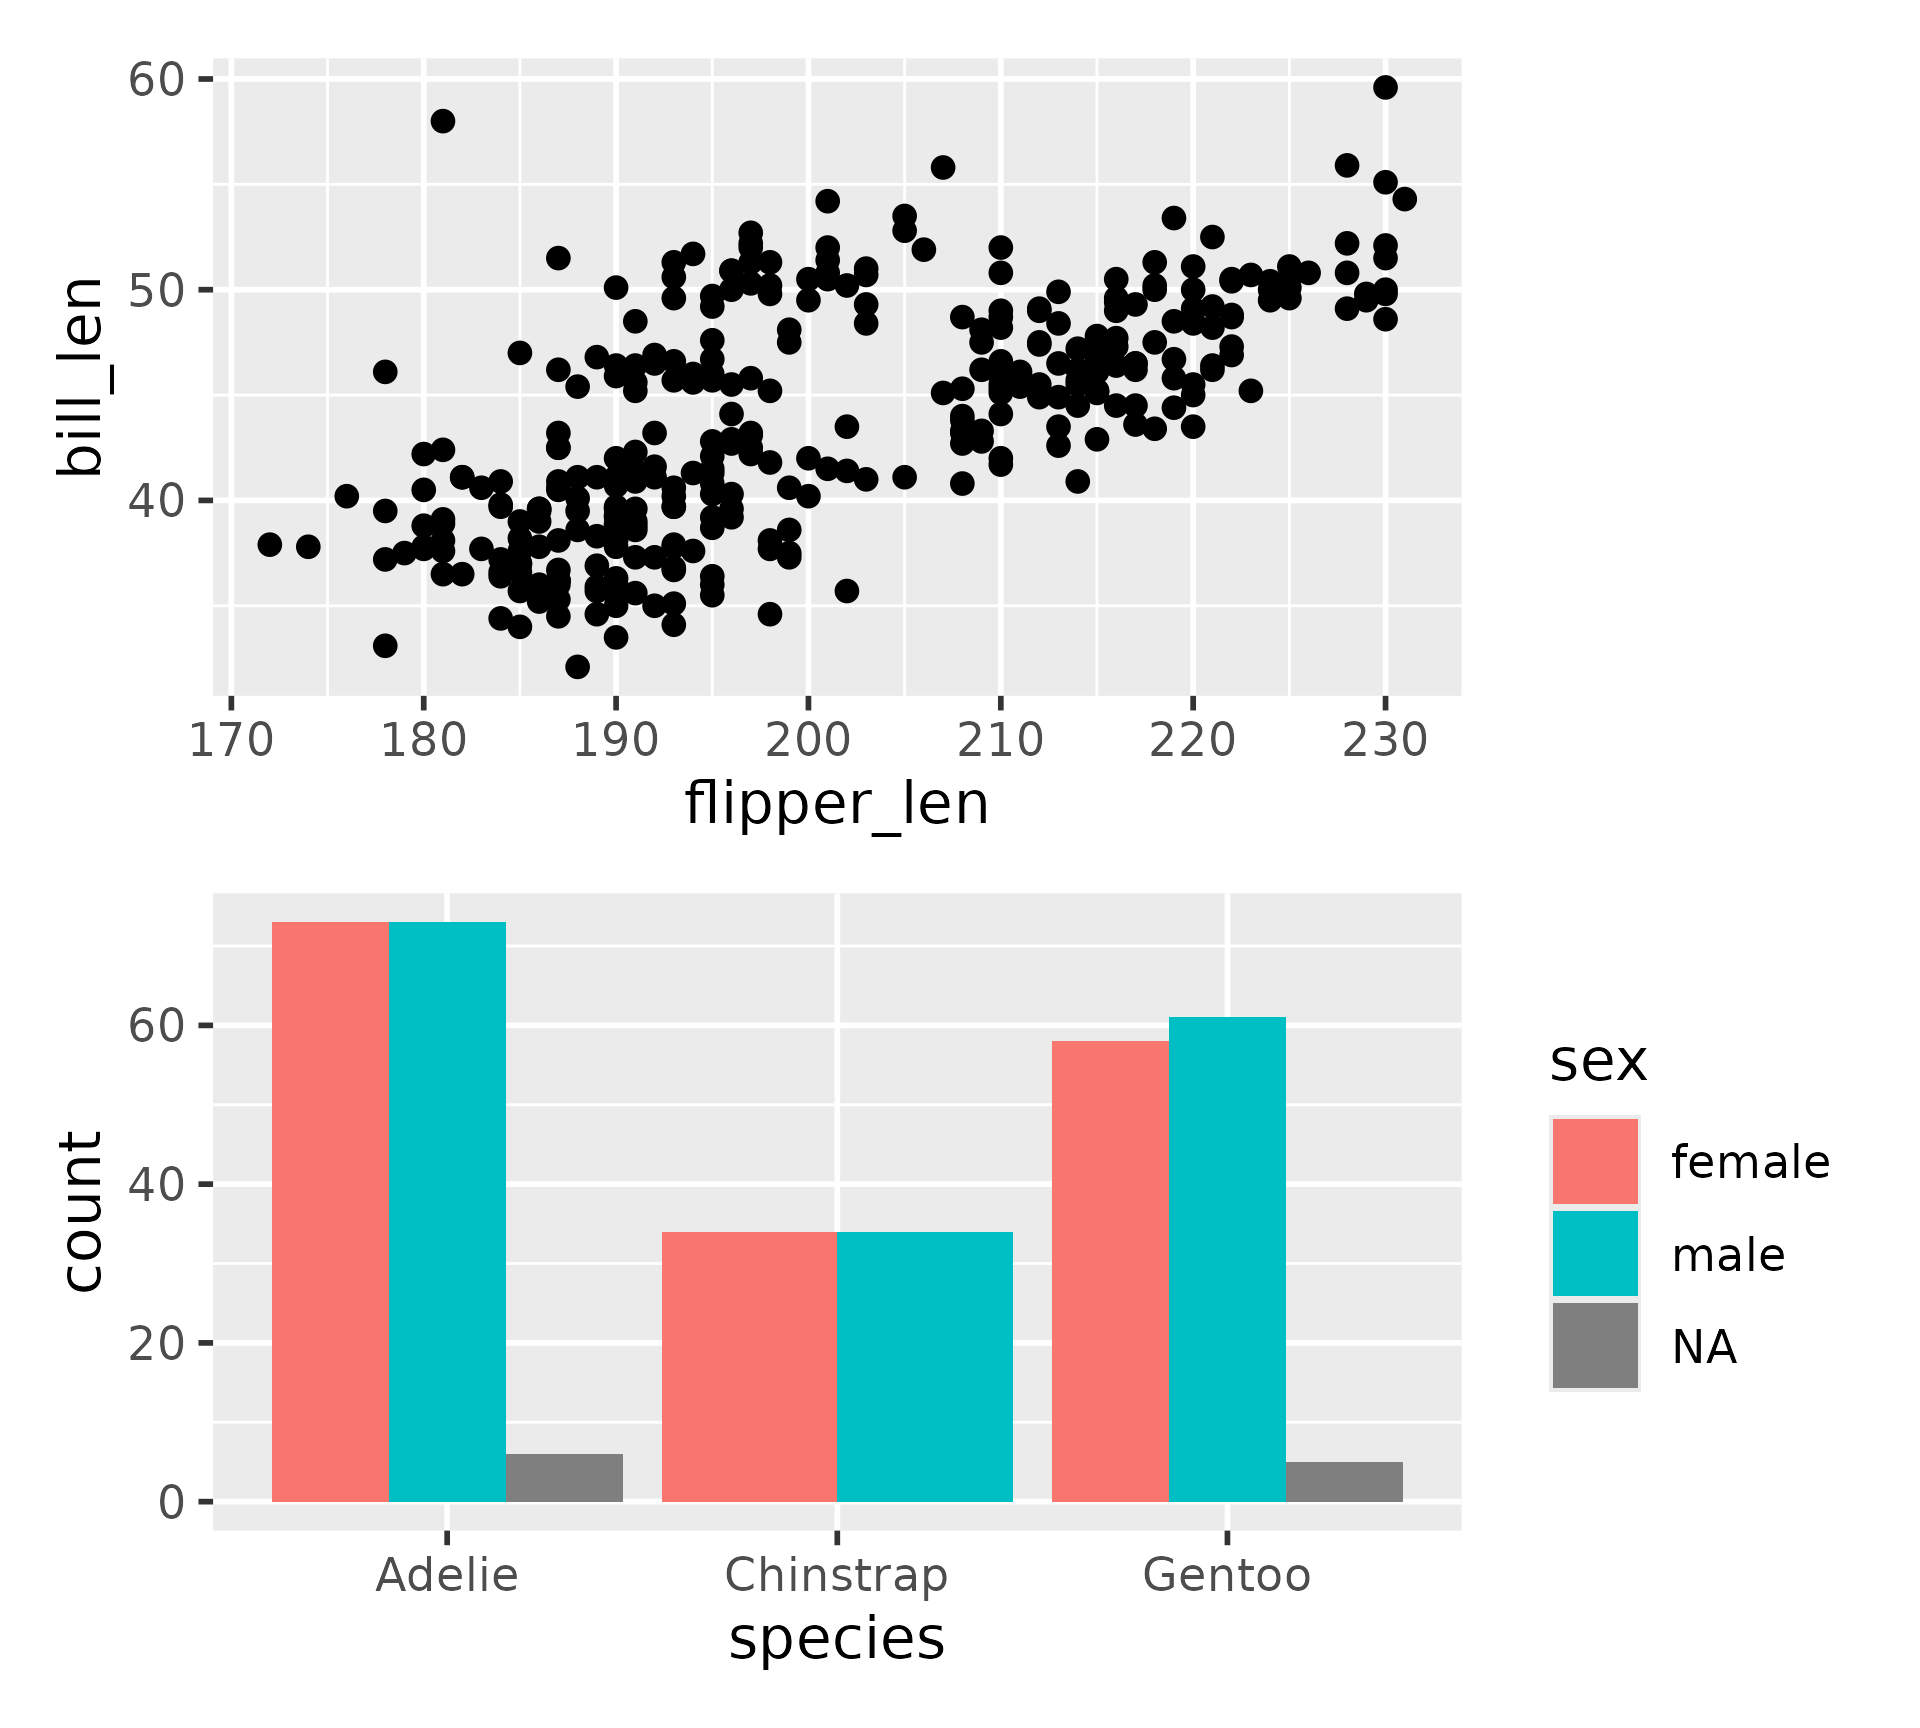 60
50
40
bill_len
170 180 190 200 210 220 230
flipper_len
60
40
20
0
count
Adelie Chinstrap Gentoo
species
sex
female
male
NA